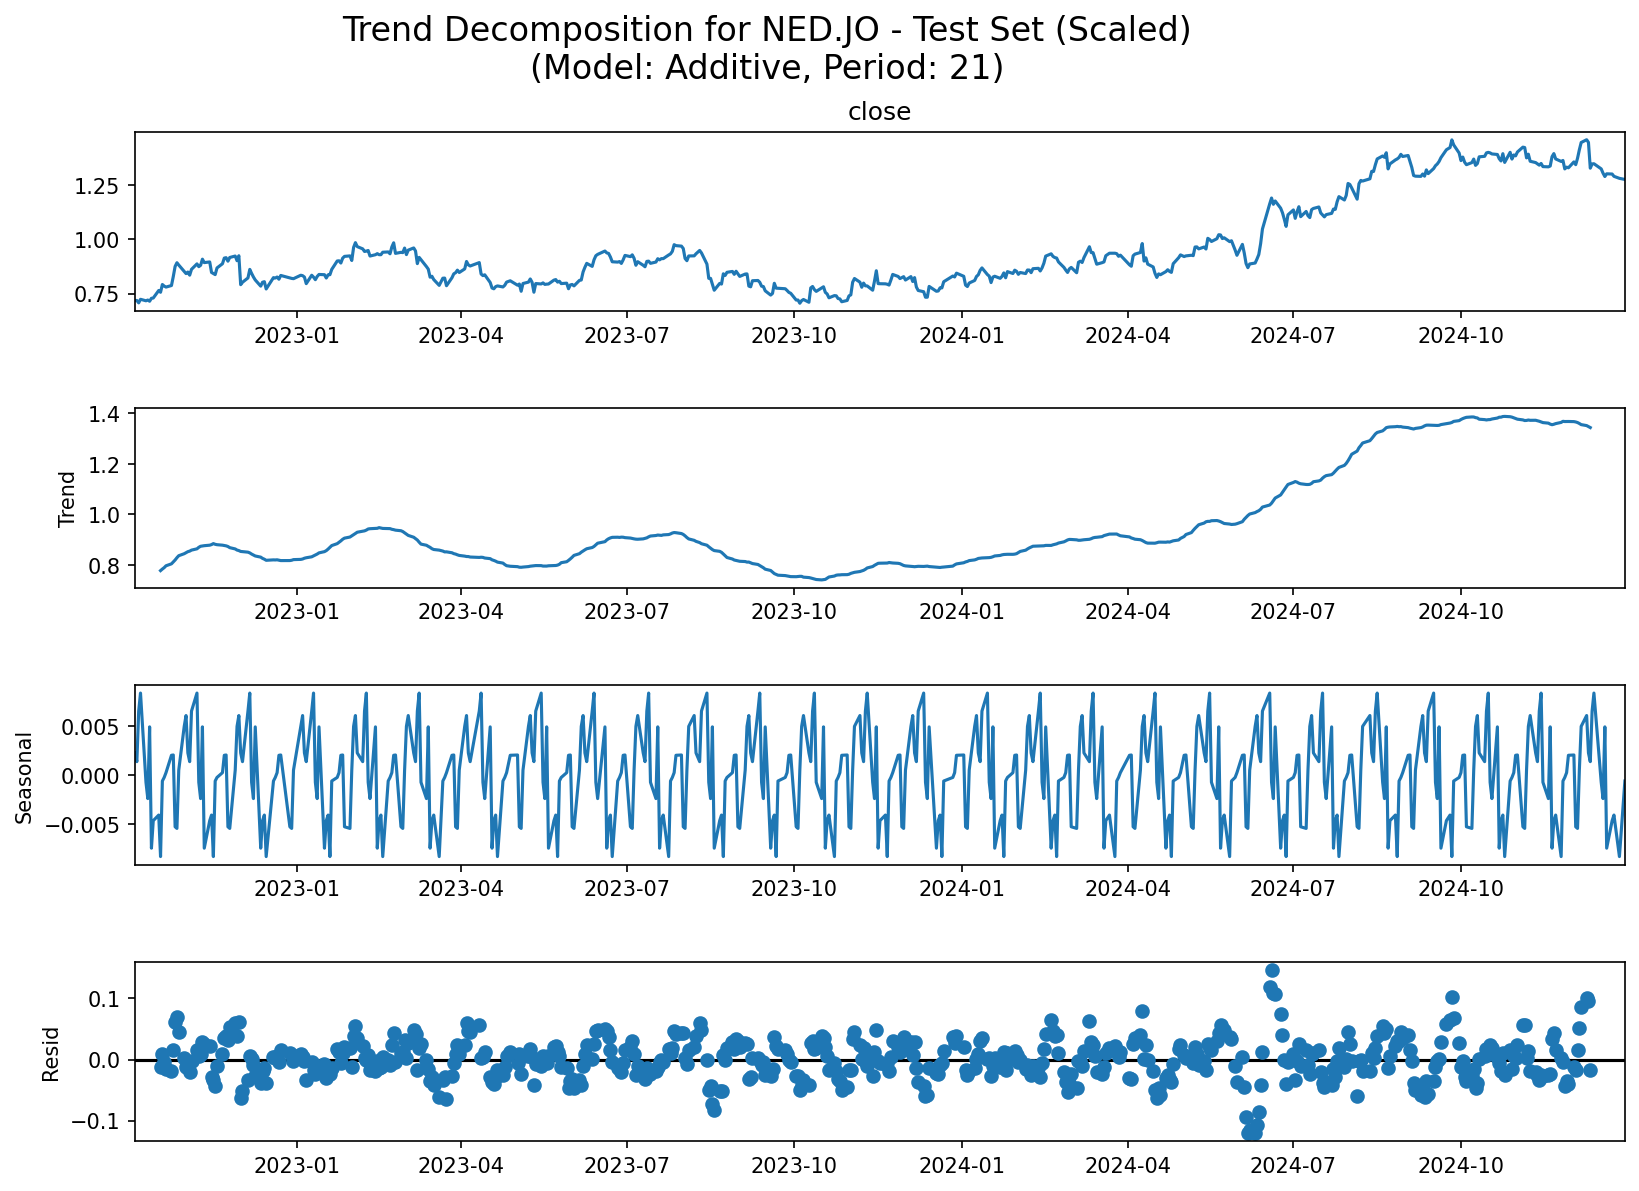 Trend Decomposition for NED.JO - Test Set (Scaled)
(Model: Additive, Period: 21)
close
1.25
1.00
0.75
2023-01 2023-04 2023-07 2023-10 2024-01 2024-04 2024-07 2024-10
Trend
1.4
1.2
1.0
0.8
2023-01 2023-04 2023-07 2023-10 2024-01 2024-04 2024-07 2024-10
Seasonal
0.005
0.000
−0.005
2023-01 2023-04 2023-07 2023-10 2024-01 2024-04 2024-07 2024-10
Resid
0.1
0.0
−0.1
2023-01 2023-04 2023-07 2023-10 2024-01 2024-04 2024-07 2024-10